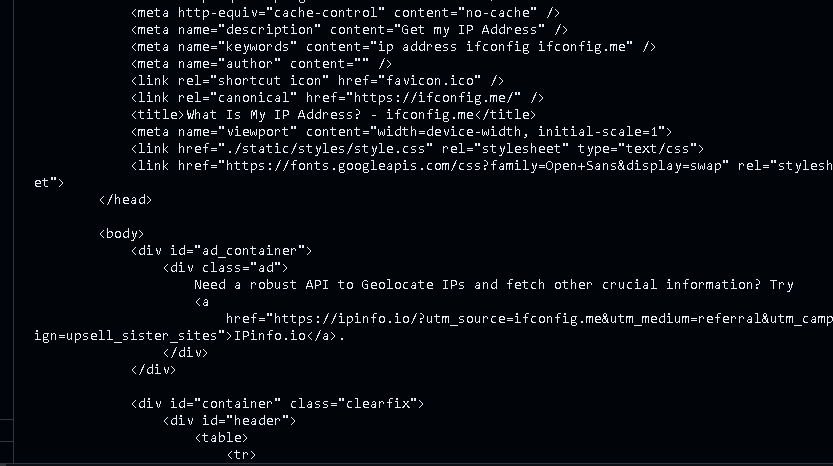 <meta http-equiv="cache-control" content="no-cache" />
<meta name="description" content="Get my IP Address" />
<meta name="keywords" content="ip address ifconfig ifconfig.me" />
<meta name="author" content="" />
<link rel="shortcut icon" href="favicon.ico" />
<link rel="canonical" href="https://ifconfig.me/" />
<title>What Is My IP Address? - ifconfig.me</title>
<meta name="viewport" content="width=device-width, initial-scale=1">
<link href="./static/styles/style.css" rel="stylesheet" type="text/css">
<link href="https://fonts.googleapis.com/css?family=Open+Sans&display=swap" rel="stylesh
et">
</head>
<body>
<div id="ad_container">
<div class="ad">
Need a robust API to Geolocate IPs and fetch other crucial information? Try
<a
href="https://ipinfo.io/?utm_source=ifconfig.me&utm_medium=referral&utm_camp
ign=upsell_sister_sites">IPinfo.io</a>.
</div>
</div>
<div id="container" class="clearfix">
<div id="header">
<table>
<tr>